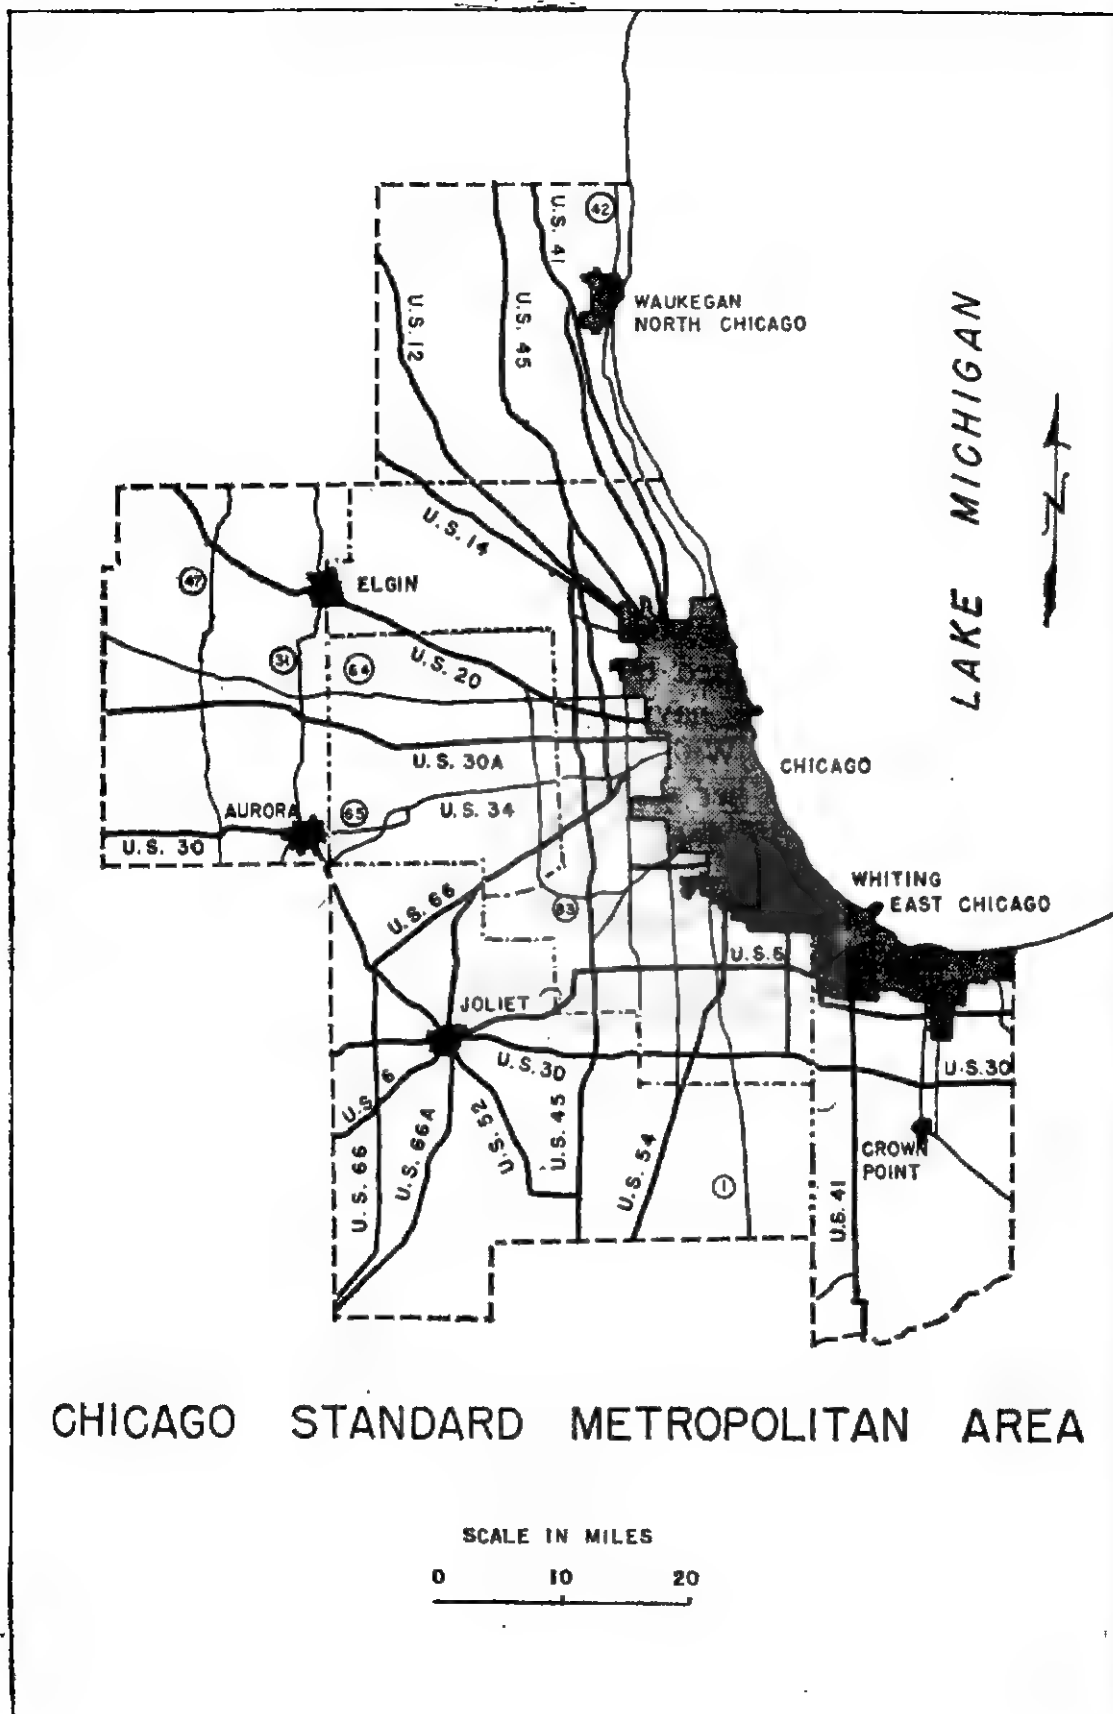 42
U.S. 41
U.S. 12
U.S. 45
WAUKEGAN
NORTH CHICAGO
LAKE MICHIGAN
U.S. 14
47
ELGIN
31
64
U.S. 20
U.S. 30A
CHICAGO
AURORA
65
U.S. 34
U.S. 30
WHITING
EAST CHICAGO
U.S. 66
83
U.S.6
JOLIET
U.S.30
U.S.30
U.S. 6
U.S. 66
U.S. 66A
U.S. 52
U.S. 45
U.S. 54
1
CROWN
POINT
U.S.41
CHICAGO STANDARD METROPOLITAN AREA
SCALE IN MILES
0 10 20